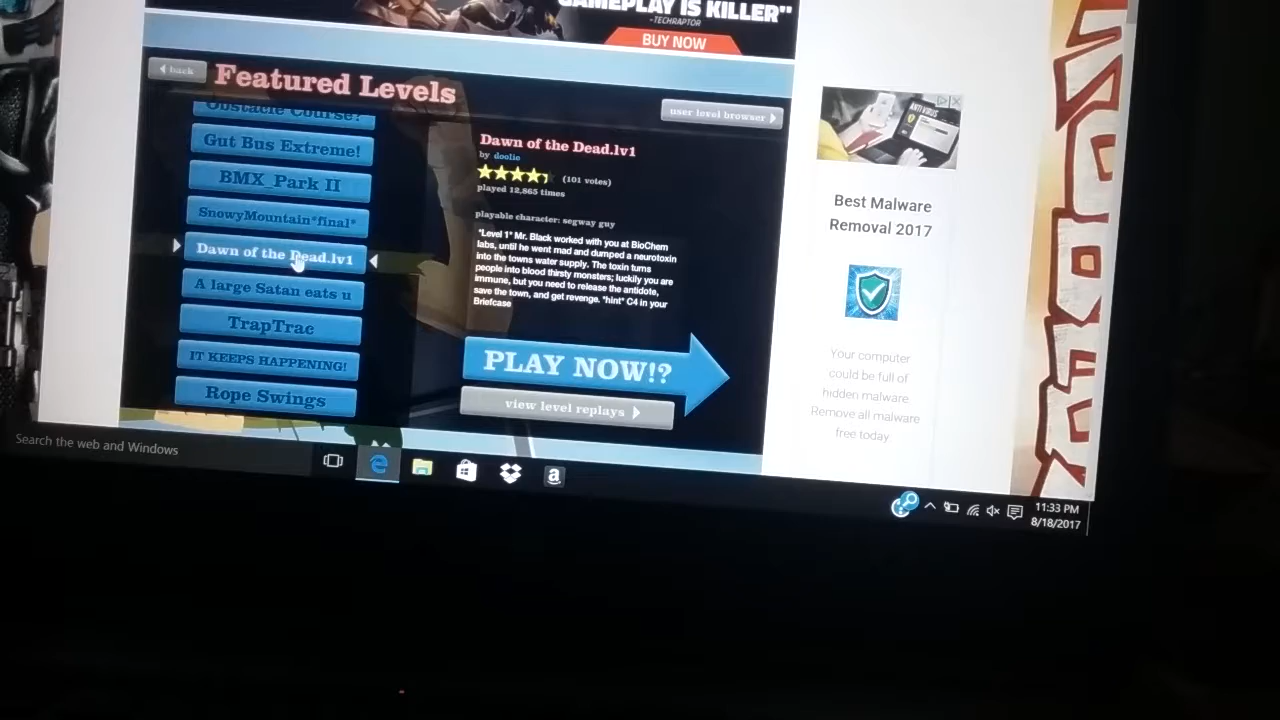 GAMEPLAY IS KILLER"
-TECHRAPTOR
BUY NOW
back
Featured Levels
user level browser
Obstacle Course!
Gut Bus Extreme!
BMX_Park II
SnowyMountain*final*
Dawn of the Dead.lv1
A large Satan eats u
TrapTrac
IT KEEPS HAPPENING!
Rope Swings
Dawn of the Dead.lv1
by doolie
(101 votes)
played 12,865 times
playable character: segway guy
*Level 1* Mr. Black worked with you at BioChem
labs, until he went mad and dumped a neurotoxin
into the towns water supply. The toxin turns
people into blood thirsty monsters; luckily you are
immune, but you need to release the antidote,
save the town, and get revenge. *hint* C4 in your
Briefcase
PLAY NOW!?
view level replays
ANTIVIRUS
Best Malware
Removal 2017
Your computer
could be full of
hidden malware
Remove all malware
free today
Search the web and Windows
11:33 PM
8/18/2017